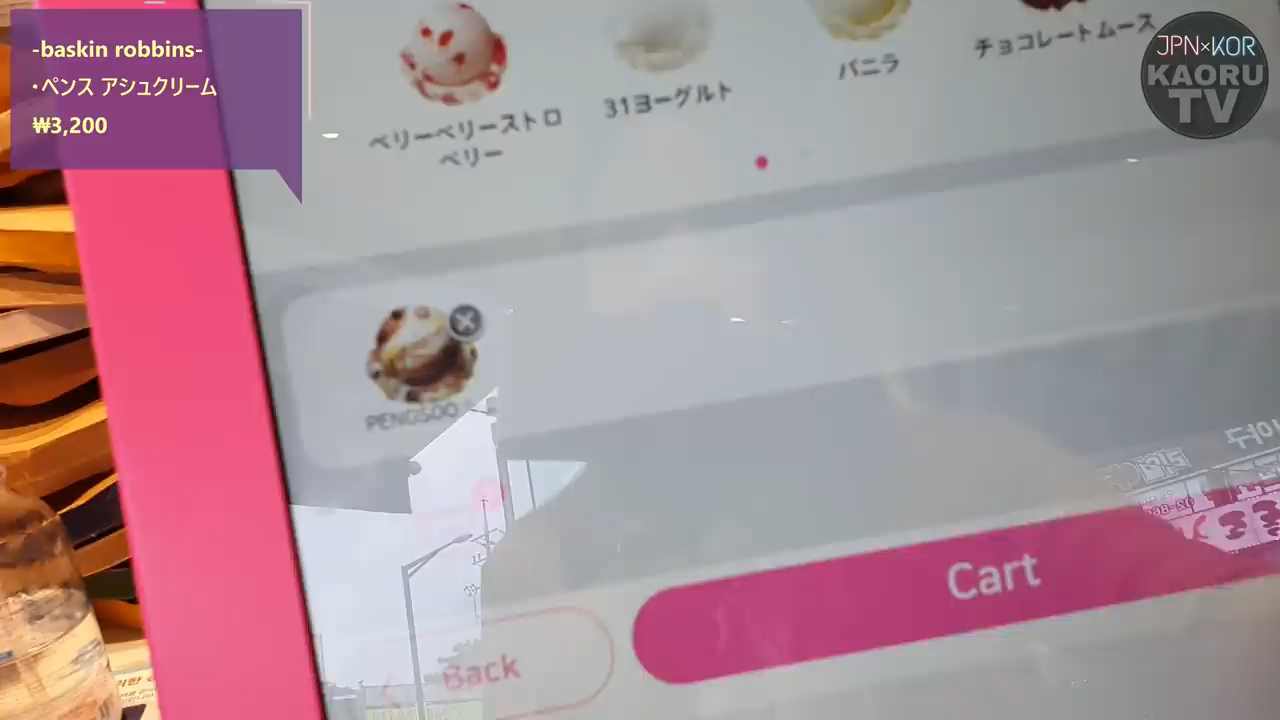 -baskin robbins-
・ペンス アシュクリーム
₩3,200
JPN×KOR
KAORU
TV
ベリーベリーストロ
ベリー
31ヨーグルト
バニラ
チョコレートムース
PENGSOO
Cart
Back